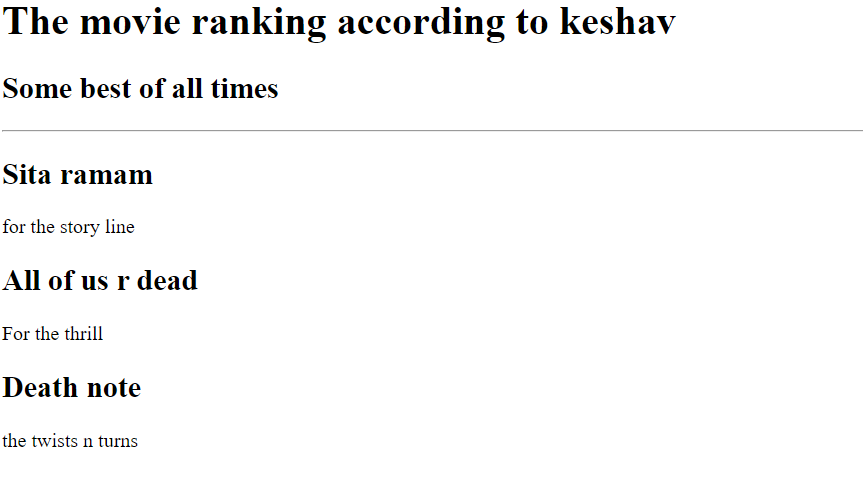 The movie ranking according to keshav
Some best of all times
Sita ramam
for the story line
All of us r dead
For the thrill
Death note
the twists n turns